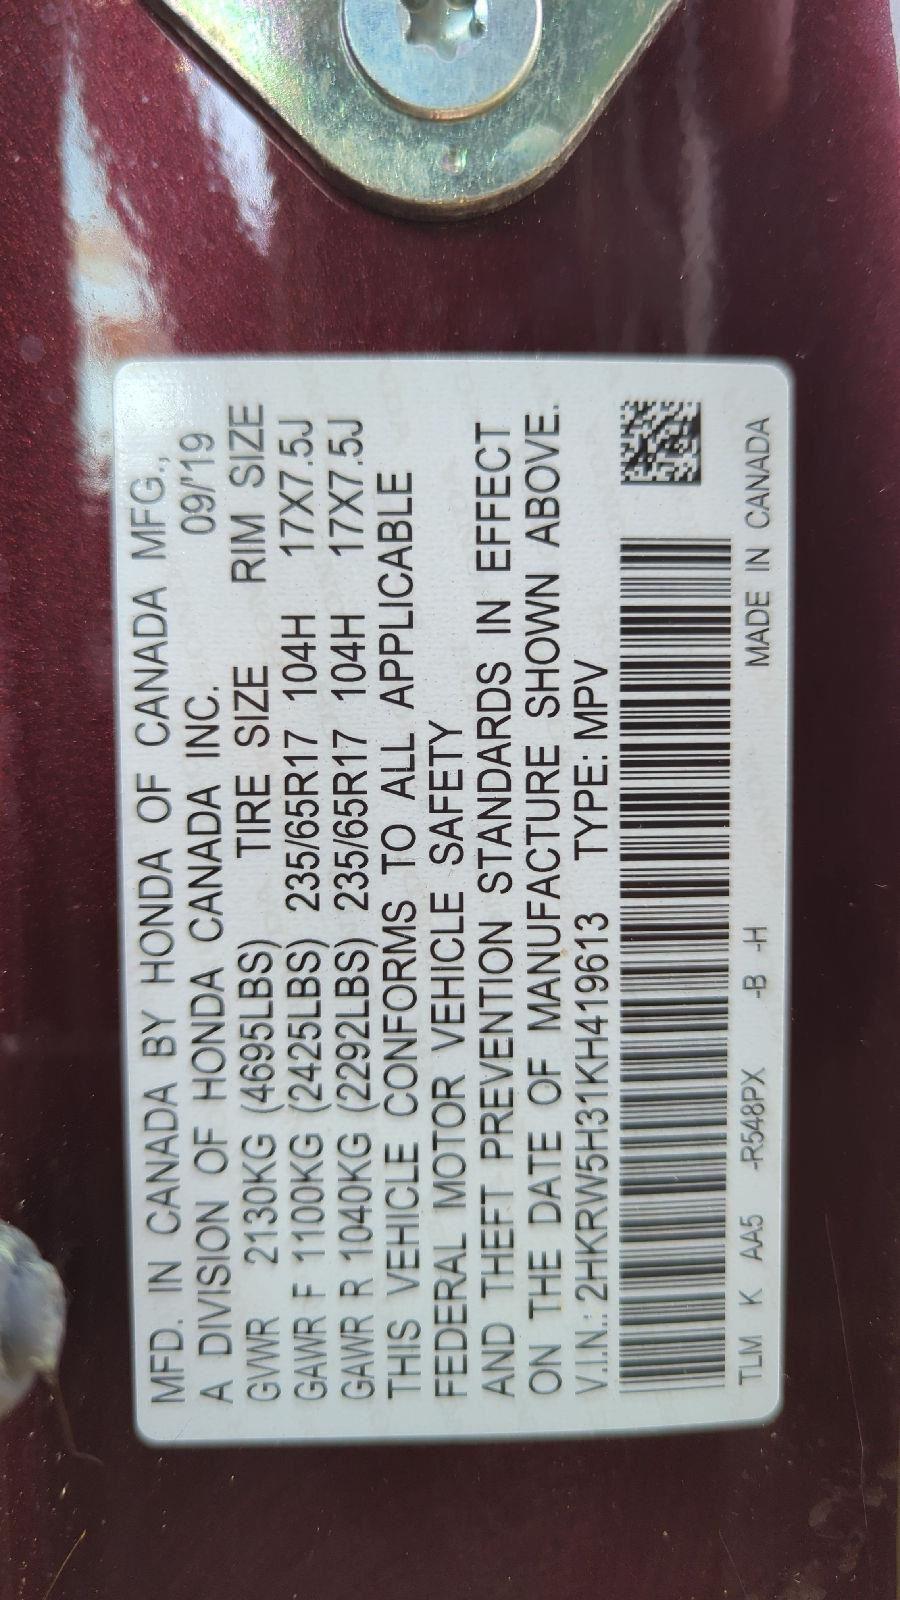 MFD. IN CANADA BY HONDA OF CANADA MFG.,
A DIVISION OF HONDA CANADA INC. 09/'19
GVWR 2130KG (4695LBS) TIRE SIZE RIM SIZE
GAWR F 1100KG (2425LBS) 235/65R17 104H 17X7.5J
GAWR R 1040KG (2292LBS) 235/65R17 104H 17X7.5J
THIS VEHICLE CONFORMS TO ALL APPLICABLE
FEDERAL MOTOR VEHICLE SAFETY
AND THEFT PREVENTION STANDARDS IN EFFECT
ON THE DATE OF MANUFACTURE SHOWN ABOVE.
V.I.N.: 2HKRW5H31KH419613 TYPE: MPV
TLM K AA5 -R548PX -B -H MADE IN CANADA